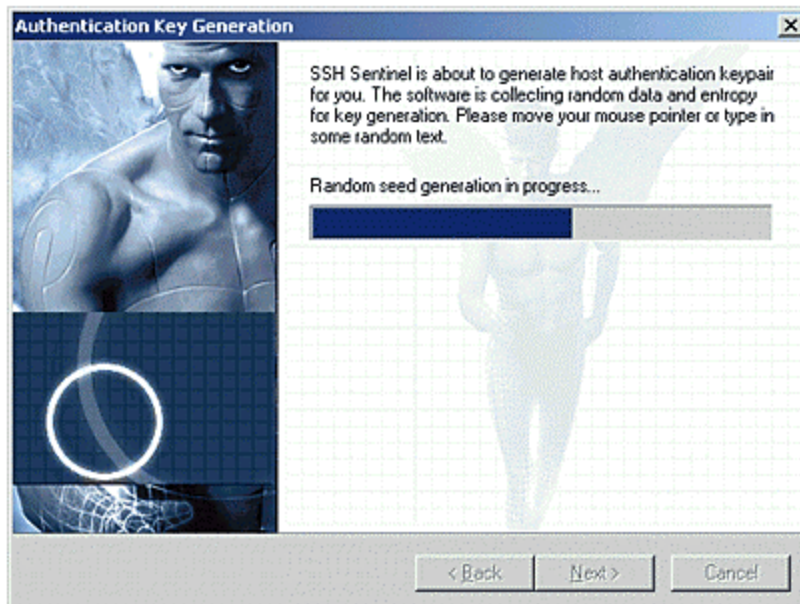 Authentication Key Generation
SSH Sentinel is about to generate host authentication keypair
for you. The software is collecting random data and entropy
for key generation. Please move your mouse pointer or type in
some random text.
Random seed generation in progress...
< Back
Next >
Cancel